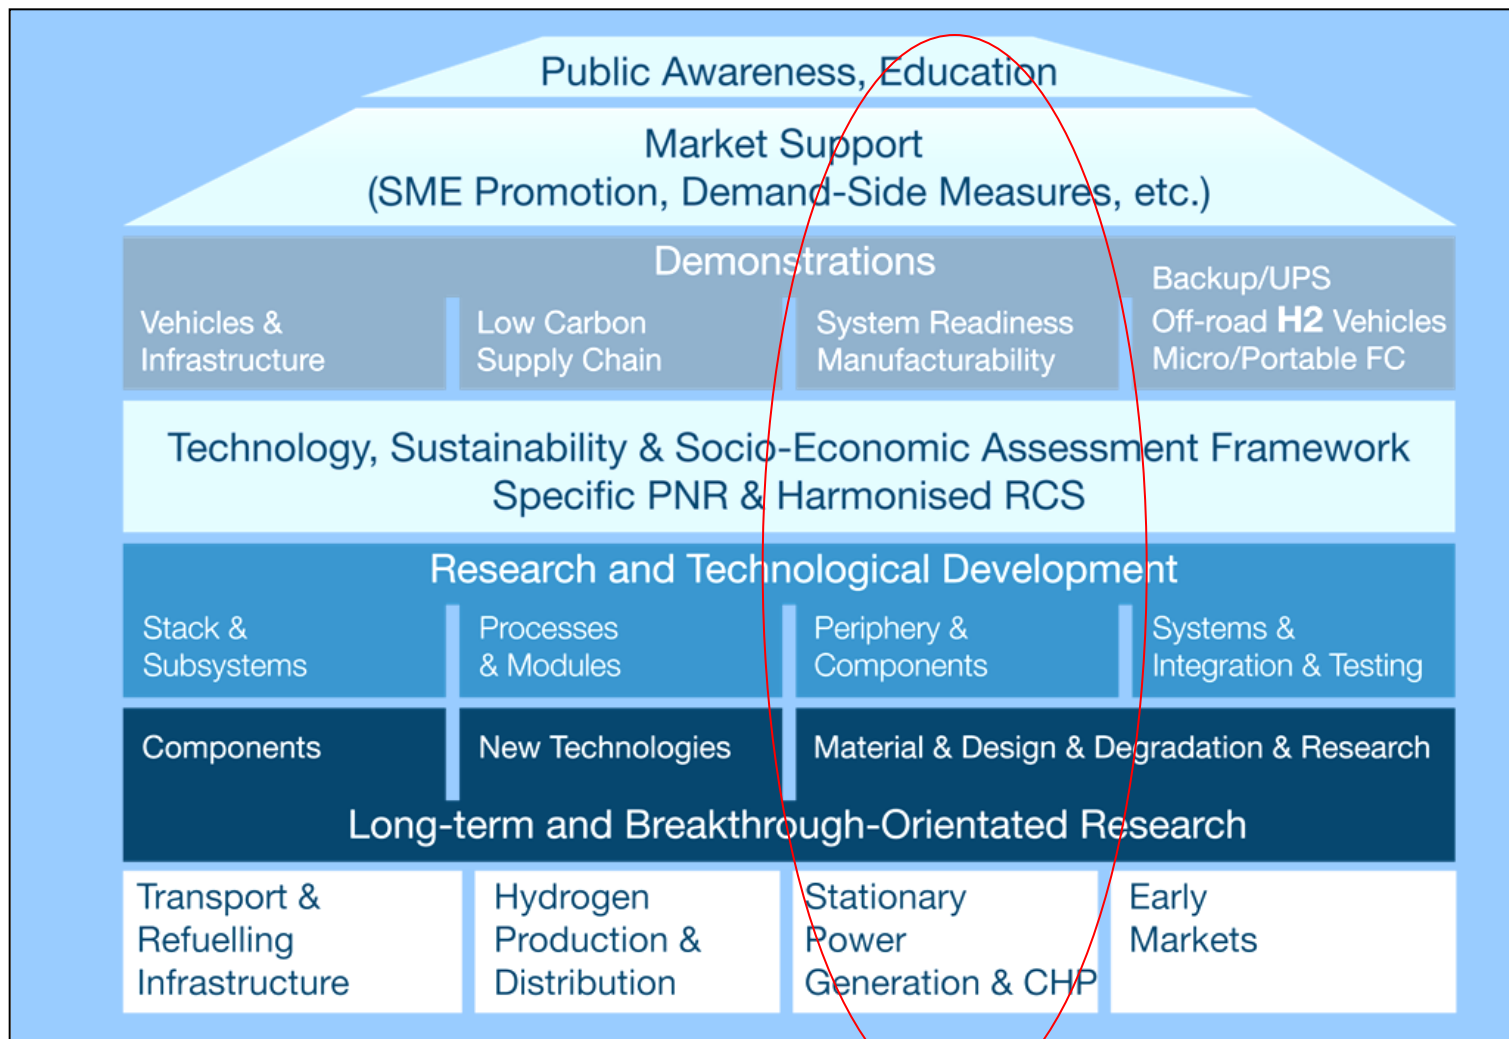 Public Awareness, Education
Market Support
(SME Promotion, Demand-Side Measures, etc.)
Demonstrations
Vehicles &
Infrastructure
Low Carbon
Supply Chain
System Readiness
Manufacturability
Backup/UPS
Off-road H2 Vehicles
Micro/Portable FC
Technology, Sustainability & Socio-Economic Assessment Framework
Specific PNR & Harmonised RCS
Research and Technological Development
Stack &
Subsystems
Processes
& Modules
Periphery &
Components
Systems &
Integration & Testing
Components
New Technologies
Material & Design & Degradation & Research
Long-term and Breakthrough-Orientated Research
Transport &
Refuelling
Infrastructure
Hydrogen
Production &
Distribution
Stationary
Power
Generation & CHP
Early
Markets